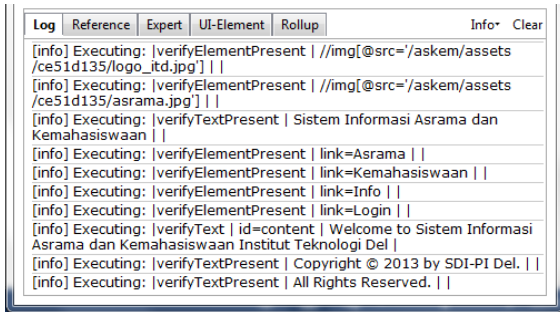 Log Reference Expert UI-Element Rollup Info Clear
[info] Executing: |verifyElementPresent | //img[@src='/askem/assets
/ce51d135/logo_itd.jpg'] | |
[info] Executing: |verifyElementPresent | //img[@src='/askem/assets
/ce51d135/asrama.jpg'] | |
[info] Executing: |verifyTextPresent | Sistem Informasi Asrama dan
Kemahasiswaan | |
[info] Executing: |verifyElementPresent | link=Asrama | |
[info] Executing: |verifyElementPresent | link=Kemahasiswaan | |
[info] Executing: |verifyElementPresent | link=Info | |
[info] Executing: |verifyElementPresent | link=Login | |
[info] Executing: |verifyText | id=content | Welcome to Sistem Informasi
Asrama dan Kemahasiswaan Institut Teknologi Del |
[info] Executing: |verifyTextPresent | Copyright © 2013 by SDI-PI Del. | |
[info] Executing: |verifyTextPresent | All Rights Reserved. | |